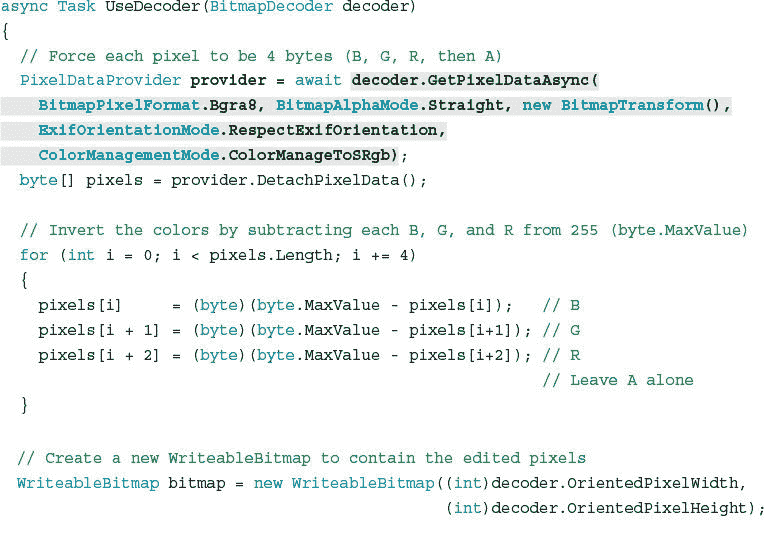 async Task UseDecoder(BitmapDecoder decoder)
{
  // Force each pixel to be 4 bytes (B, G, R, then A)
  PixelDataProvider provider = await decoder.GetPixelDataAsync(
    BitmapPixelFormat.Bgra8, BitmapAlphaMode.Straight, new BitmapTransform(),
    ExifOrientationMode.RespectExifOrientation,
    ColorManagementMode.ColorManageToSRgb);
  byte[] pixels = provider.DetachPixelData();

  // Invert the colors by subtracting each B, G, and R from 255 (byte.MaxValue)
  for (int i = 0; i < pixels.Length; i += 4)
  {
    pixels[i]     = (byte)(byte.MaxValue - pixels[i]);   // B
    pixels[i + 1] = (byte)(byte.MaxValue - pixels[i+1]); // G
    pixels[i + 2] = (byte)(byte.MaxValue - pixels[i+2]); // R
                                                         // Leave A alone
  }

  // Create a new WriteableBitmap to contain the edited pixels
  WriteableBitmap bitmap = new WriteableBitmap((int)decoder.OrientedPixelWidth,
                                               (int)decoder.OrientedPixelHeight);